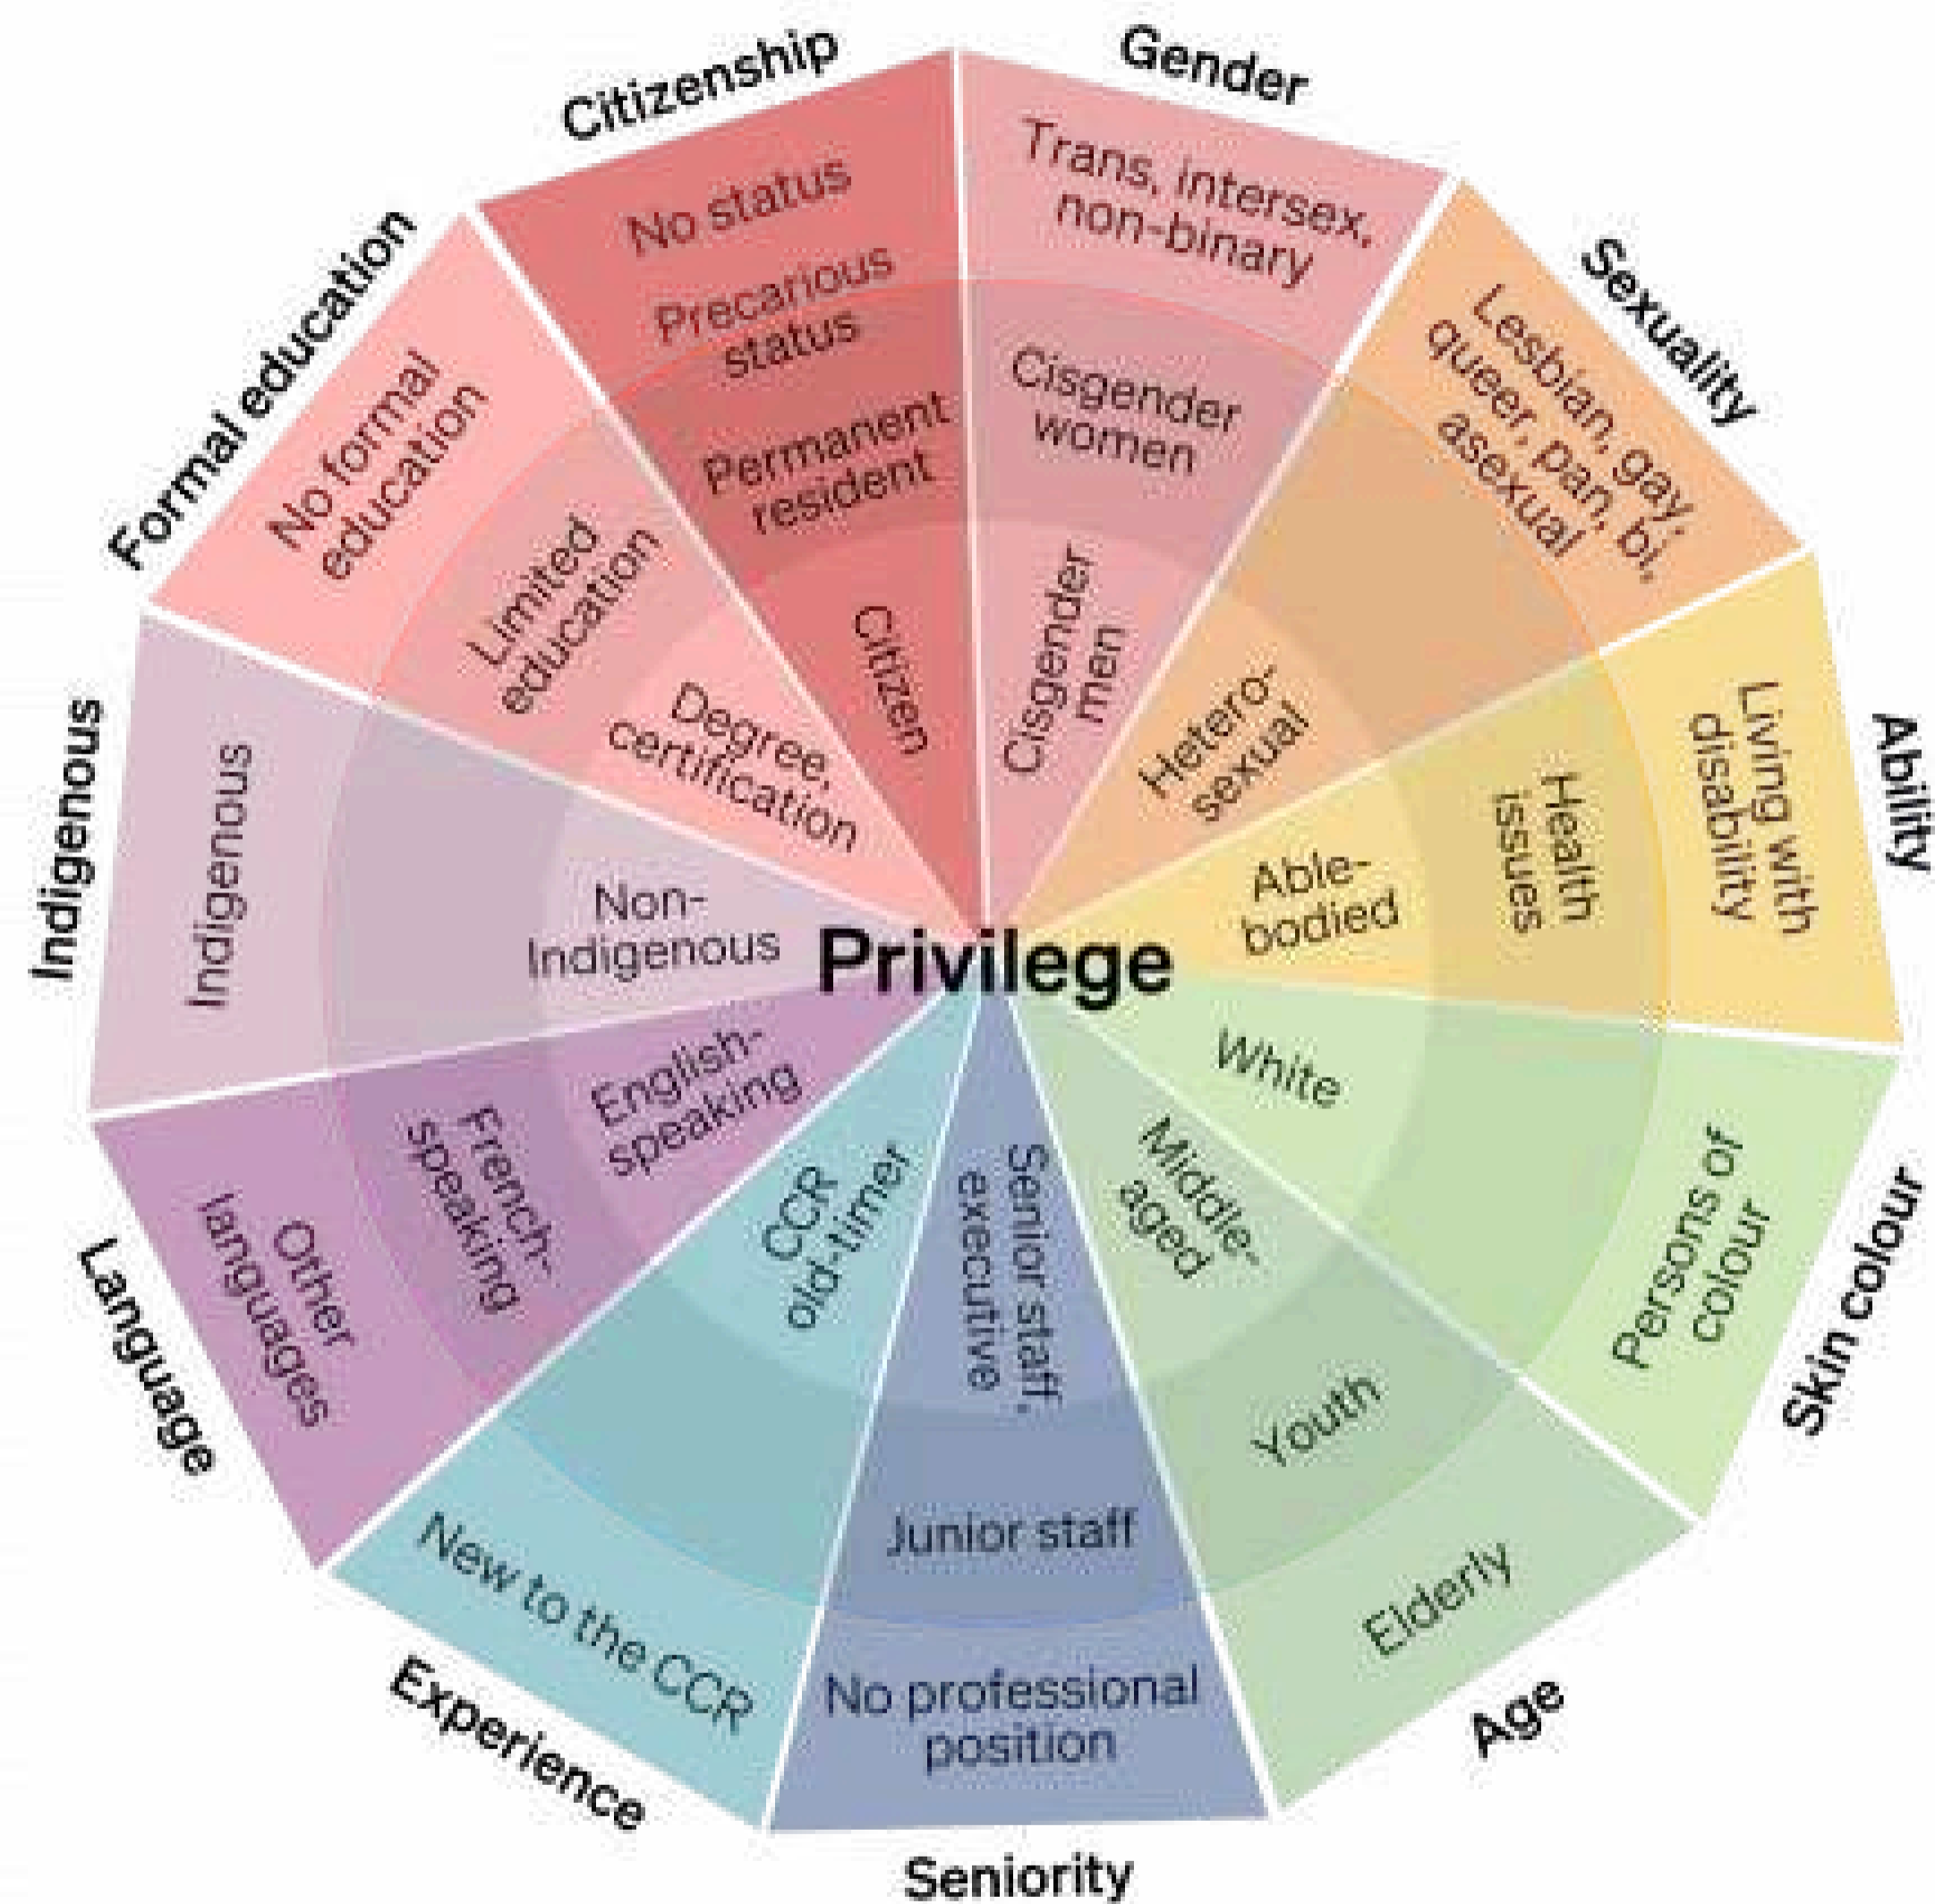 Citizenship
No status
Precarious
status
Permanent
resident
Citizen
Gender
Trans, intersex,
non-binary
Cisgender
women
Cisgender
men
Sexuality
Lesbian, gay,
queer, pan, bi,
asexual
Hetero-
sexual
Ability
Living with
disability
Health
issues
Able-
bodied
Skin colour
Persons of
colour
White
Age
Elderly
Youth
Middle-
aged
Seniority
No professional
position
Junior staff
Senior staff,
executive
Experience
New to the CCR
CCR
old-timer
Language
Other
languages
French-
speaking
English-
speaking
Indigenous
Indigenous
Non-
Indigenous
Formal education
No formal
education
Limited
education
Degree,
certification
Privilege